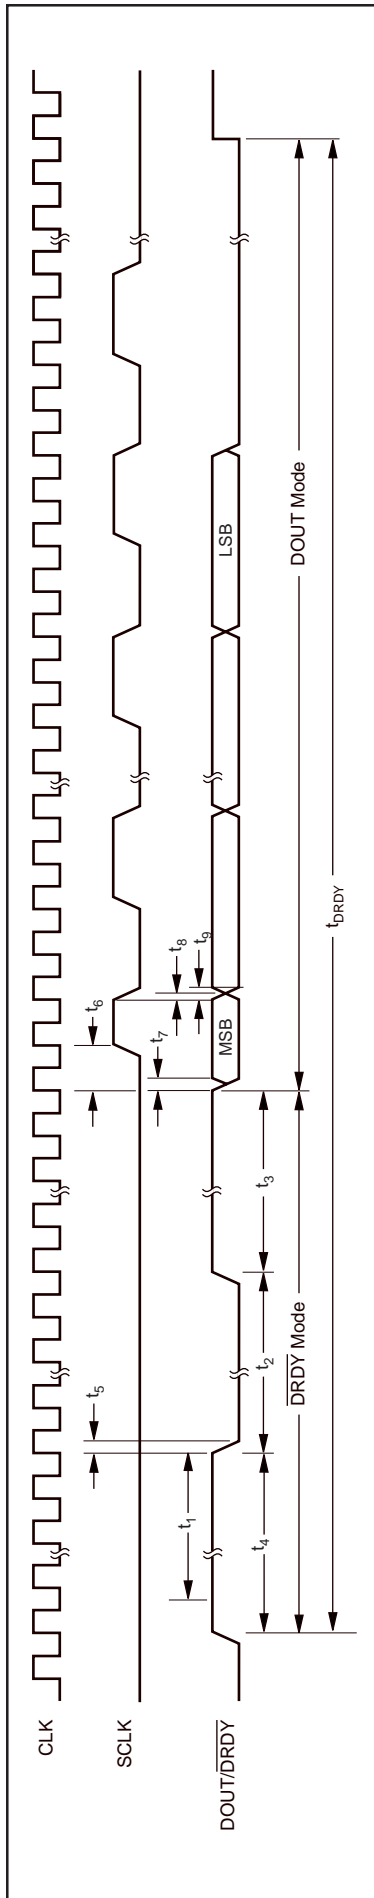 CLK
SCLK
DOUT/DRDY
t5
t6
t7
t8
t9
t1
MSB
LSB
t4
t2
t3
DRDY Mode
DOUT Mode
tDRDY